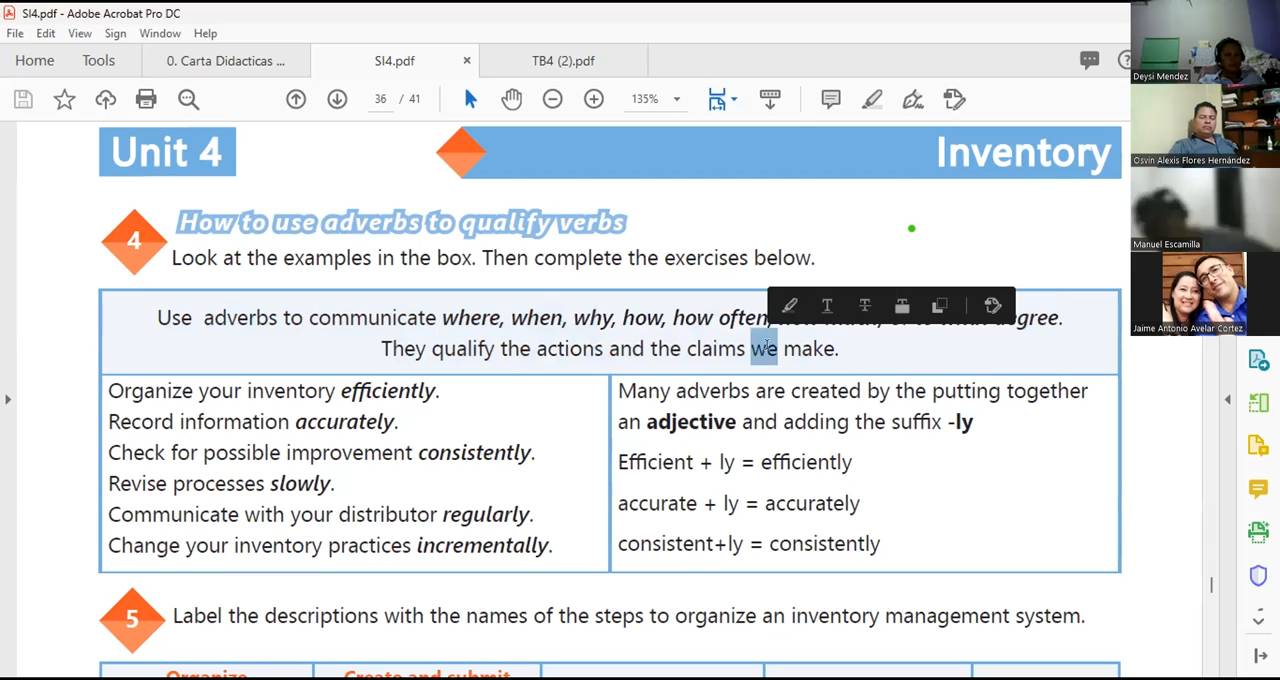 SI4.pdf - Adobe Acrobat Pro DC
File Edit View Sign Window Help
Home Tools 0. Carta Didacticas ... SI4.pdf × TB4 (2).pdf
36 / 41 135%
Unit 4 Inventory
4 How to use adverbs to qualify verbs
Look at the examples in the box. Then complete the exercises below.
Use adverbs to communicate where, when, why, how, how often, degree.
They qualify the actions and the claims we make.
Organize your inventory efficiently.
Record information accurately.
Check for possible improvement consistently.
Revise processes slowly.
Communicate with your distributor regularly.
Change your inventory practices incrementally.
Many adverbs are created by the putting together
an adjective and adding the suffix -ly
Efficient + ly = efficiently
accurate + ly = accurately
consistent+ly = consistently
5 Label the descriptions with the names of the steps to organize an inventory management system.
Organize Create and submit
Deysi Mendez
Osvin Alexis Flores Hernández
Manuel Escamilla
Jaime Antonio Avelar Cortez